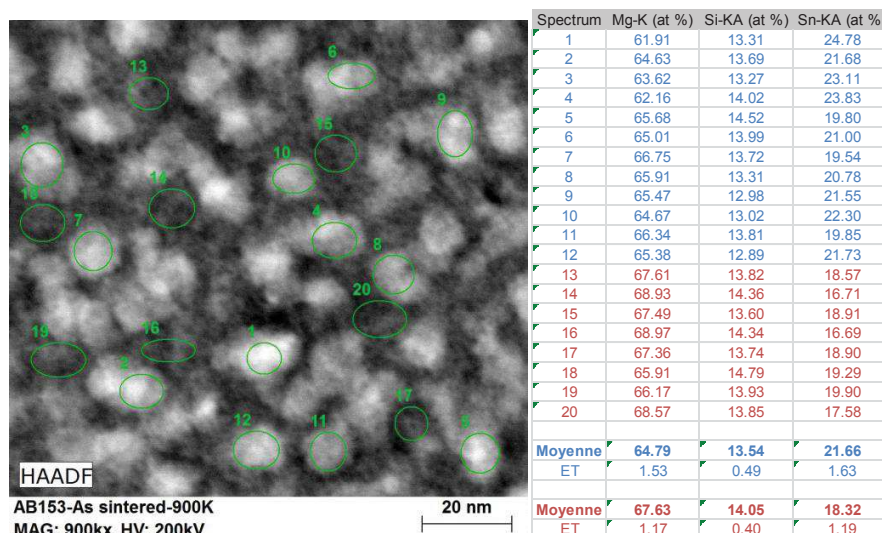 13
6
9
15
3
10
14
18
4
7
8
20
19
16
1
2
17
12
11
5
HAADF
AB153-As sintered-900K
MAG: 900kx HV: 200kV
20 nm
Spectrum Mg-K (at %) Si-KA (at %) Sn-KA (at %
1 61.91 13.31 24.78
2 64.63 13.69 21.68
3 63.62 13.27 23.11
4 62.16 14.02 23.83
5 65.68 14.52 19.80
6 65.01 13.99 21.00
7 66.75 13.72 19.54
8 65.91 13.31 20.78
9 65.47 12.98 21.55
10 64.67 13.02 22.30
11 66.34 13.81 19.85
12 65.38 12.89 21.73
13 67.61 13.82 18.57
14 68.93 14.36 16.71
15 67.49 13.60 18.91
16 68.97 14.34 16.69
17 67.36 13.74 18.90
18 65.91 14.79 19.29
19 66.17 13.93 19.90
20 68.57 13.85 17.58
Moyenne 64.79 13.54 21.66
ET 1.53 0.49 1.63
Moyenne 67.63 14.05 18.32
ET 1.17 0.40 1.19